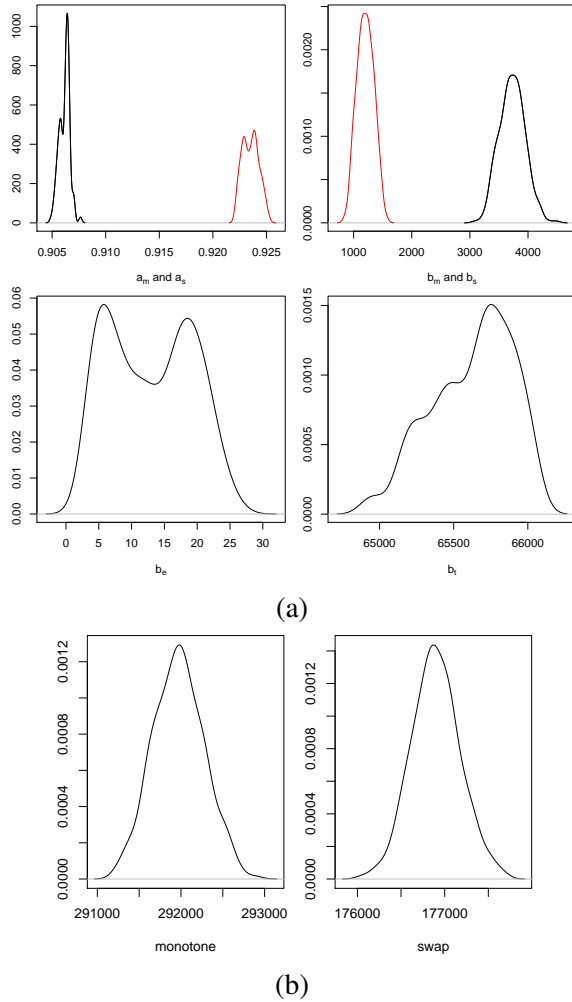 0 200 400 600 800 1000
0.905 0.910 0.915 0.920 0.925
a_m and a_s
0.0000 0.0010 0.0020
1000 2000 3000 4000
b_m and b_s
0.00 0.01 0.02 0.03 0.04 0.05 0.06
0 5 10 15 20 25 30
b_e
0.0000 0.0005 0.0010 0.0015
65000 65500 66000
b_t
(a)
0.0000 0.0004 0.0008 0.0012
291000 292000 293000
monotone
0.0000 0.0004 0.0008 0.0012
176000 177000
swap
(b)